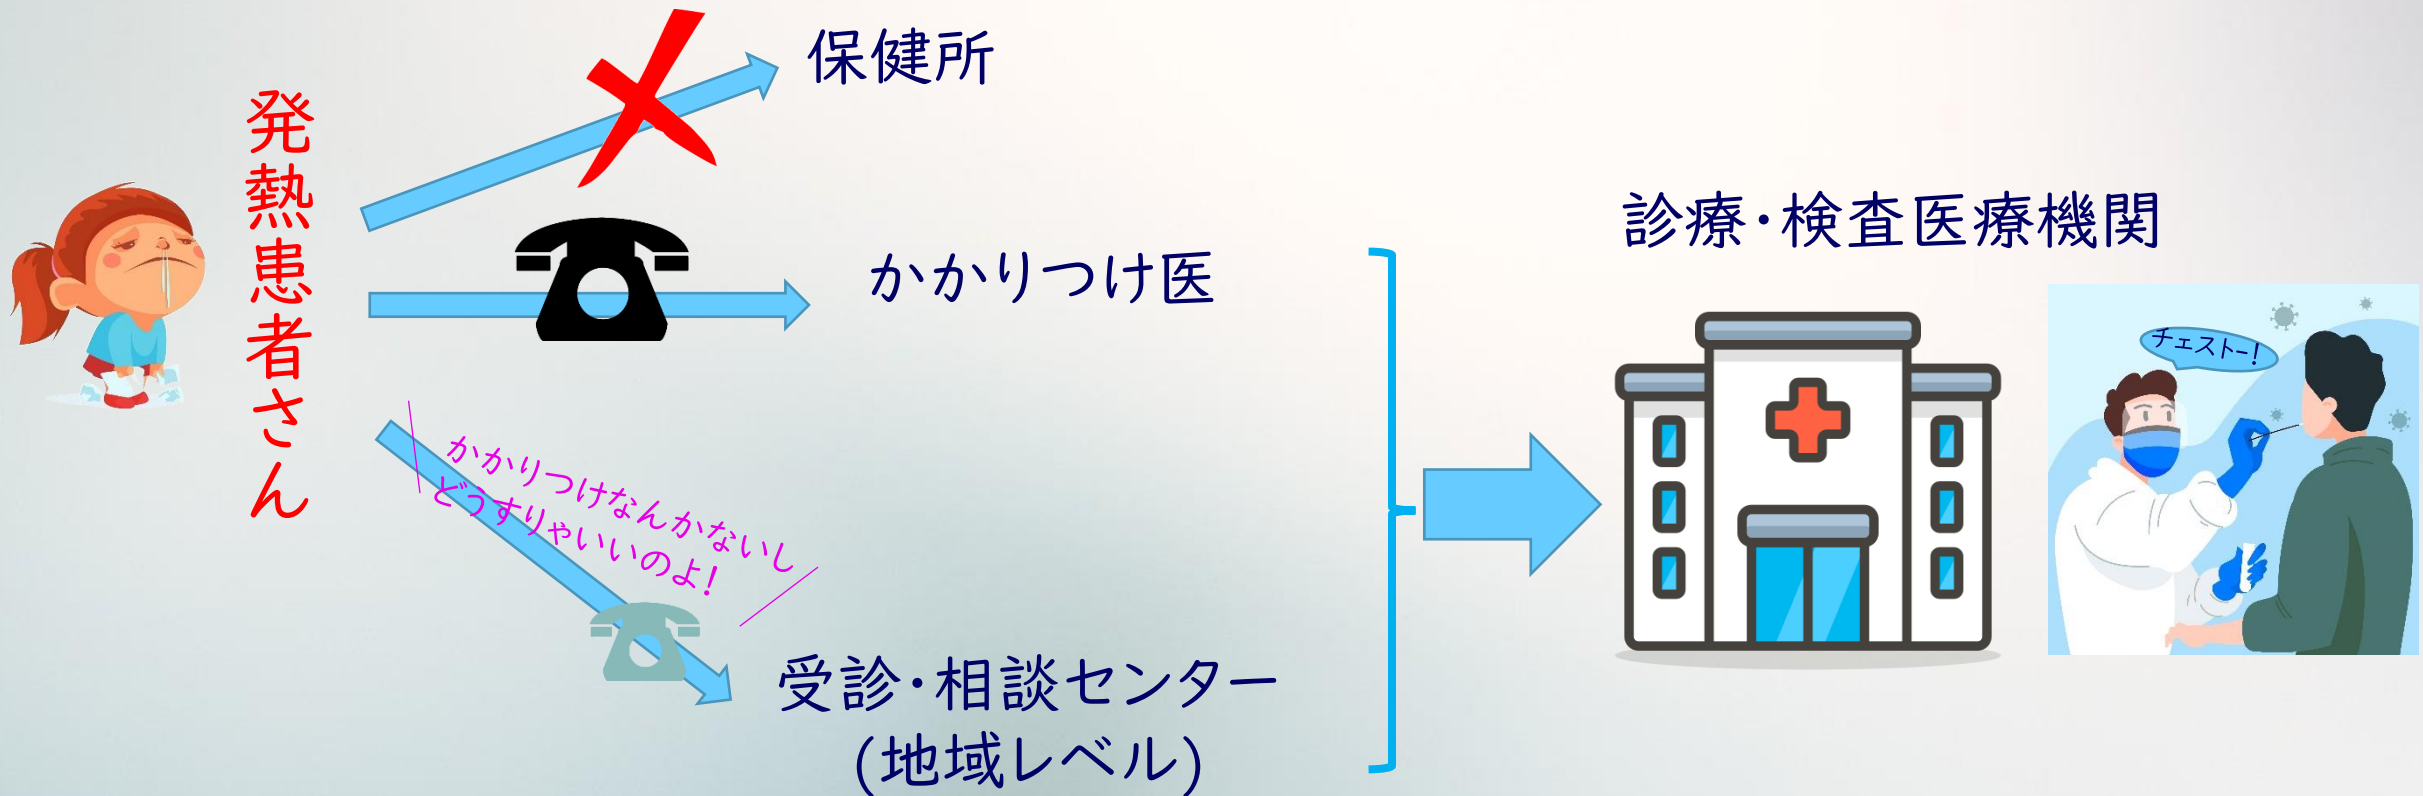 発熱患者さん
保健所
かかりつけ医
かかりつけなんかないし
どうすりゃいいのよ!
受診・相談センター
(地域レベル)
診療・検査医療機関
チェストー!